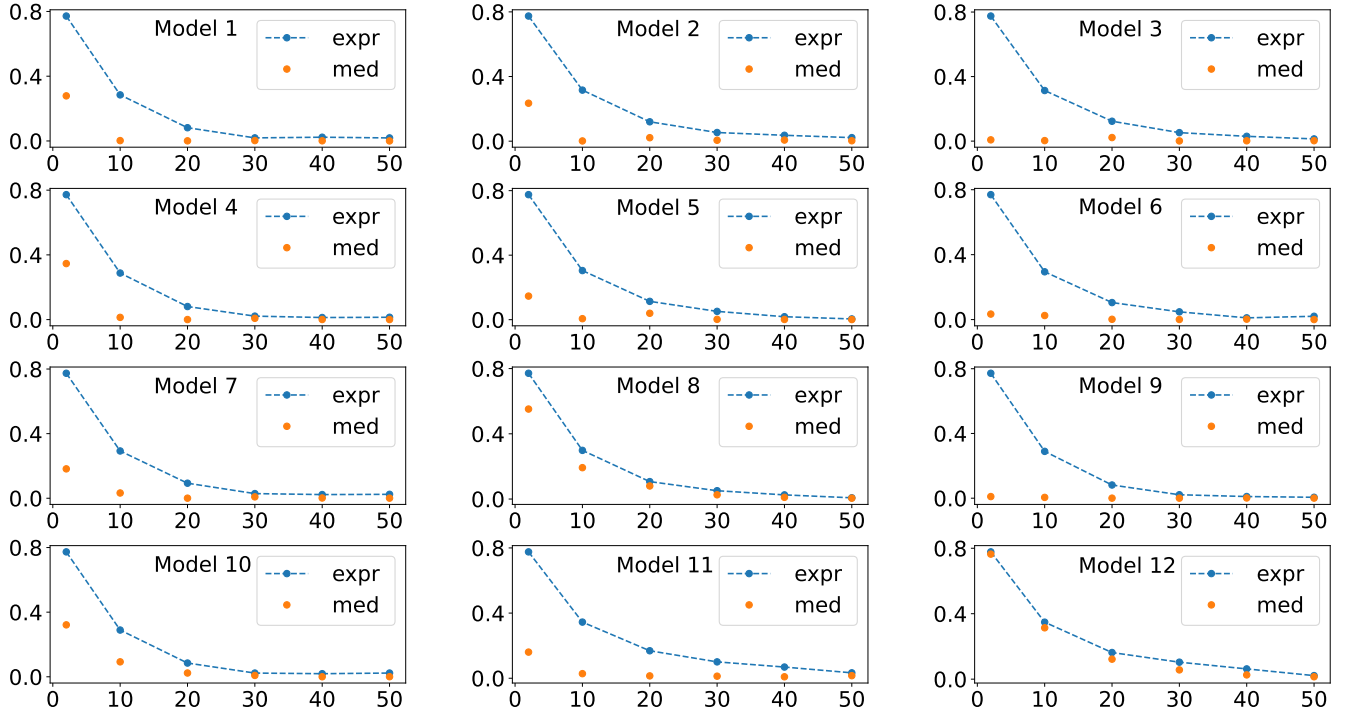 0.8 Model 1 expr
0.4 med
0.0
0 10 20 30 40 50
0.8 Model 2 expr
0.4 med
0.0
0 10 20 30 40 50
0.8 Model 3 expr
0.4 med
0.0
0 10 20 30 40 50
0.8 Model 4 expr
0.4 med
0.0
0 10 20 30 40 50
0.8 Model 5 expr
0.4 med
0.0
0 10 20 30 40 50
0.8 Model 6 expr
0.4 med
0.0
0 10 20 30 40 50
0.8 Model 7 expr
0.4 med
0.0
0 10 20 30 40 50
0.8 Model 8 expr
0.4 med
0.0
0 10 20 30 40 50
0.8 Model 9 expr
0.4 med
0.0
0 10 20 30 40 50
0.8 Model 10 expr
0.4 med
0.0
0 10 20 30 40 50
0.8 Model 11 expr
0.4 med
0.0
0 10 20 30 40 50
0.8 Model 12 expr
0.4 med
0.0
0 10 20 30 40 50